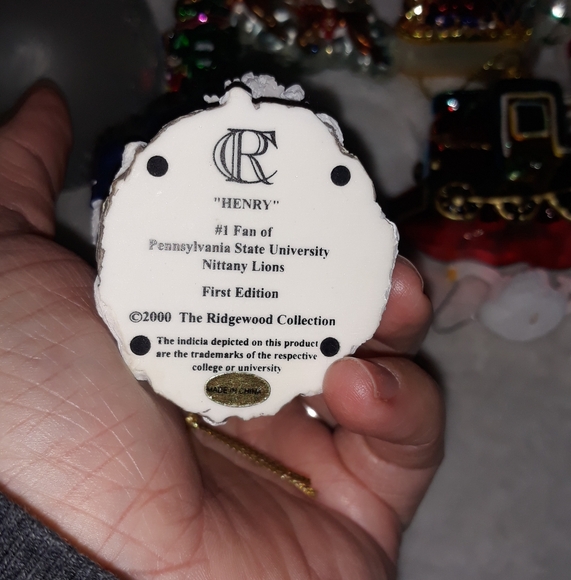 CR
"HENRY"
#1 Fan of
Pennsylvania State University
Nittany Lions
First Edition
©2000 The Ridgewood Collection
The indicia depicted on this product
are the trademarks of the respective
college or university
MADE IN CHINA